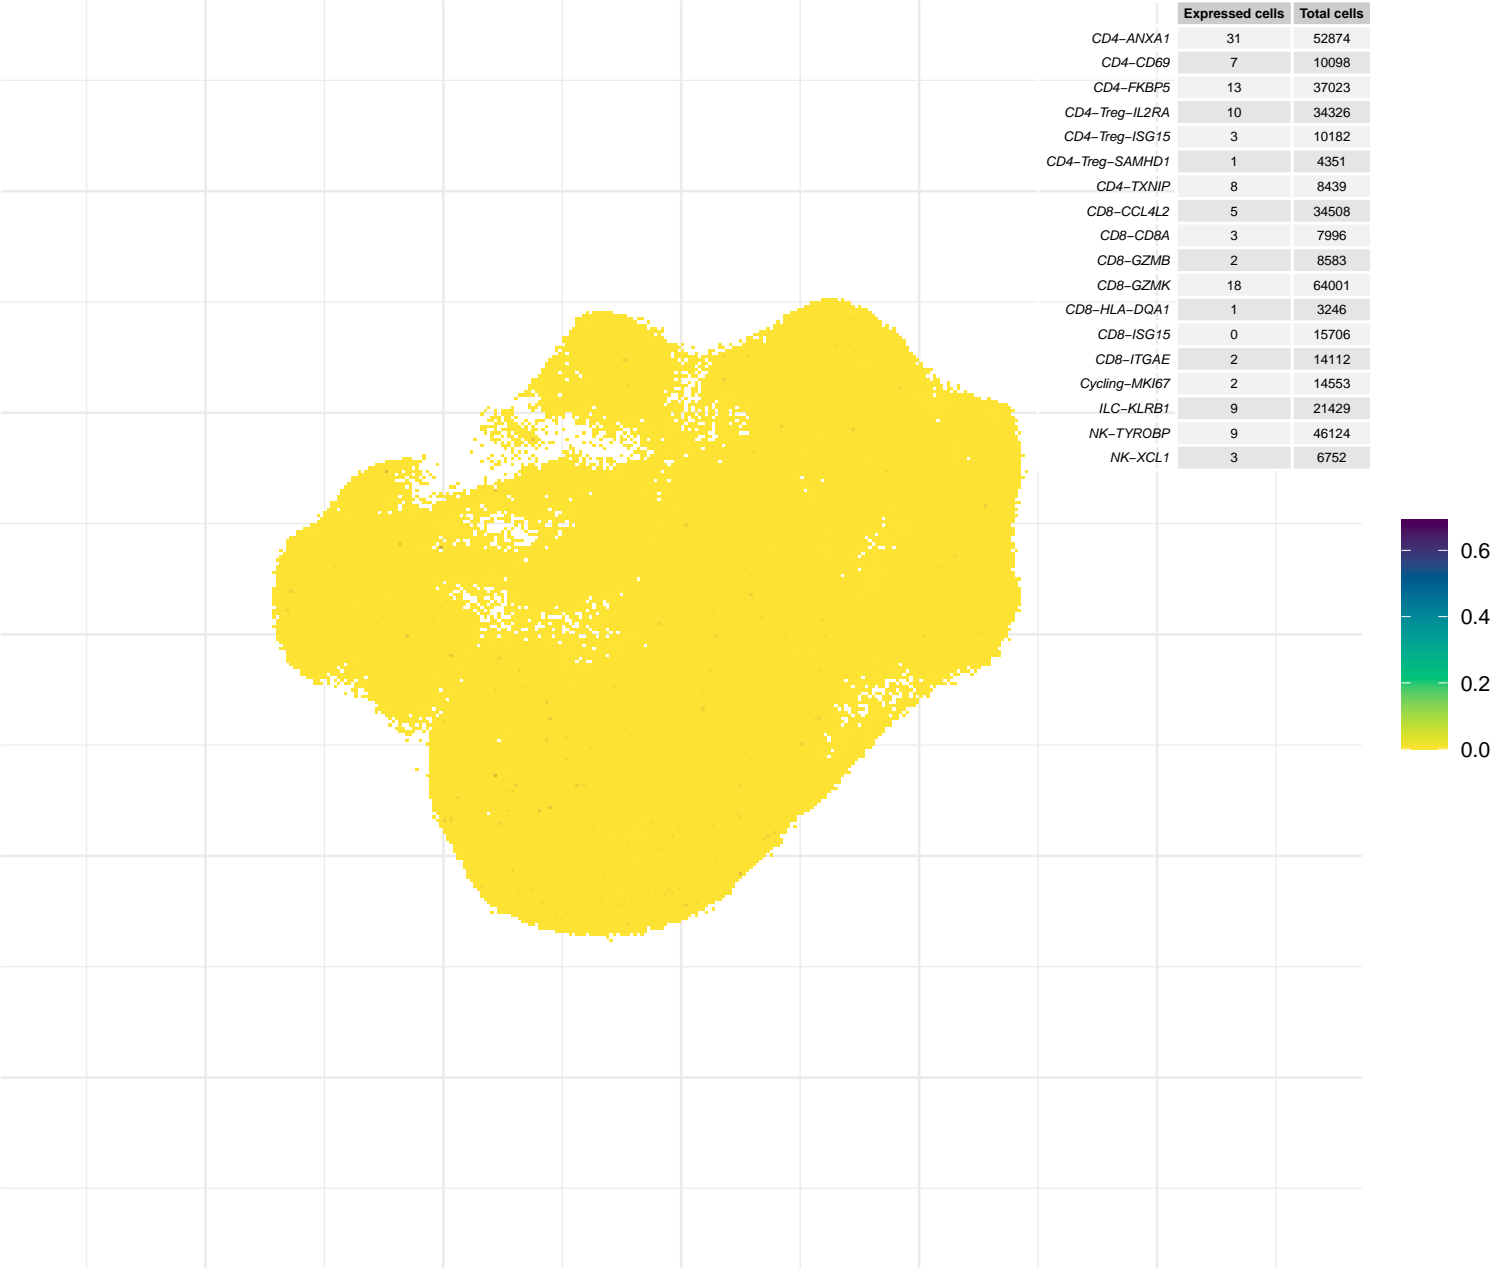 Expressed cells Total cells
CD4−ANXA1 31 52874
CD4−CD69 7 10098
CD4−FKBP5 13 37023
CD4−Treg−IL2RA 10 34326
CD4−Treg−ISG15 3 10182
CD4−Treg−SAMHD1 1 4351
CD4−TXNIP 8 8439
CD8−CCL4L2 5 34508
CD8−CD8A 3 7996
CD8−GZMB 2 8583
CD8−GZMK 18 64001
CD8−HLA−DQA1 1 3246
CD8−ISG15 0 15706
CD8−ITGAE 2 14112
Cycling−MKI67 2 14553
ILC−KLRB1 9 21429
NK−TYROBP 9 46124
NK−XCL1 3 6752
0.6
0.4
0.2
0.0